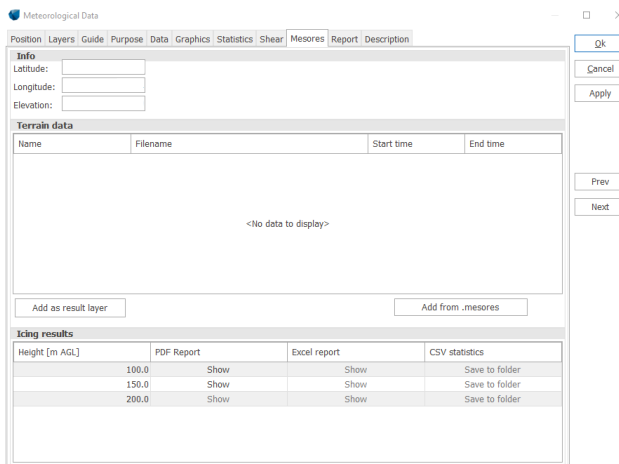 Meteorological Data
Position Layers Guide Purpose Data Graphics Statistics Shear Mesores Report Description
Ok
Cancel
Apply
Prev
Next
Info
Latitude:
Longitude:
Elevation:
Terrain data
Name Filename Start time End time
<No data to display>
Add as result layer Add from .mesores
Icing results
Height [m AGL] PDF Report Excel report CSV statistics
100.0 Show Show Save to folder
150.0 Show Show Save to folder
200.0 Show Show Save to folder